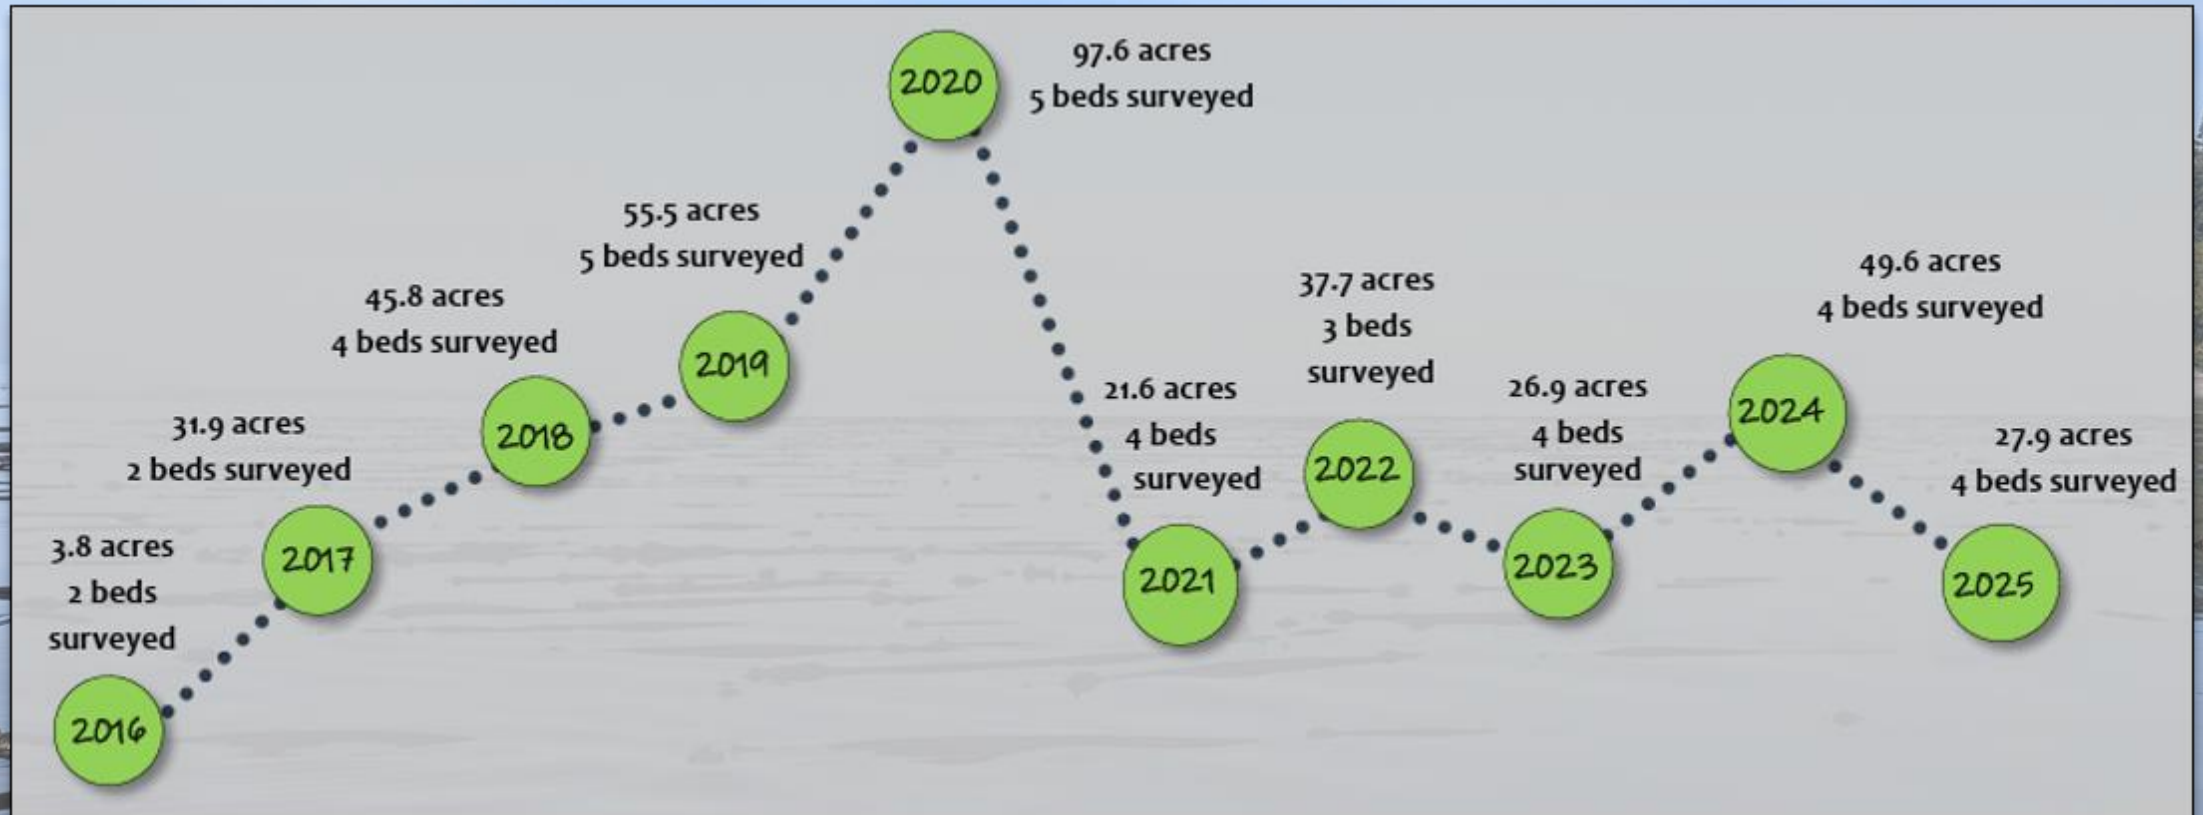 3.8 acres
2 beds
surveyed
2016
31.9 acres
2 beds surveyed
2017
45.8 acres
4 beds surveyed
2018
55.5 acres
5 beds surveyed
2019
97.6 acres
5 beds surveyed
2020
21.6 acres
4 beds
surveyed
2021
37.7 acres
3 beds
surveyed
2022
26.9 acres
4 beds
surveyed
2023
49.6 acres
4 beds surveyed
2024
27.9 acres
4 beds surveyed
2025